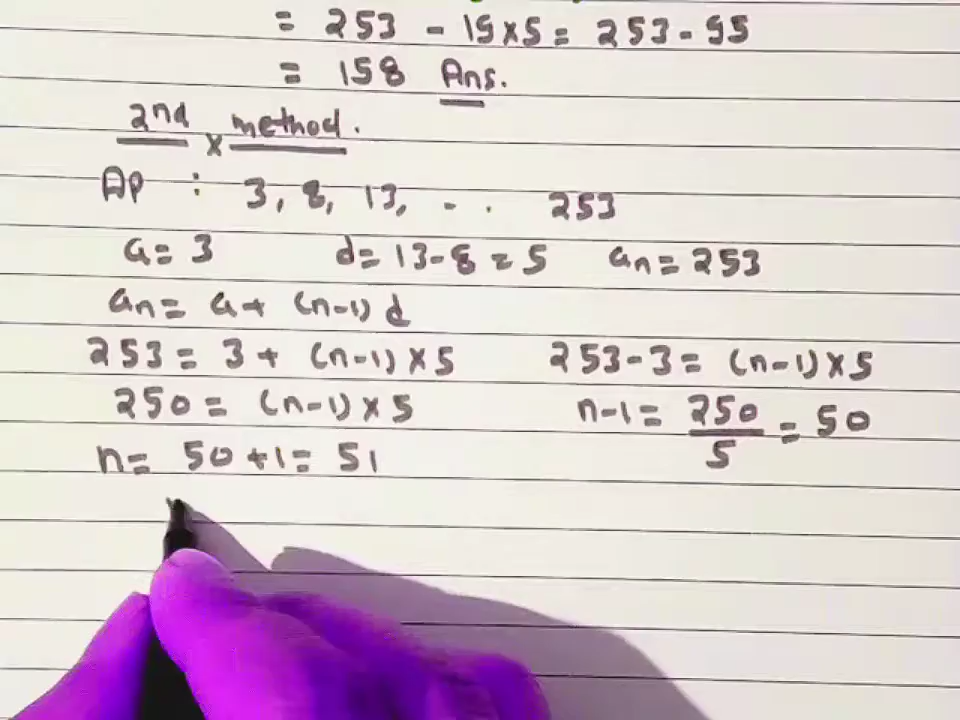 = 253 - 19×5 = 253 - 95
= 158 Ans.
2nd × method.
AP : 3, 8, 13, - . 253
a = 3 d = 13-8 = 5 an = 253
an = a + (n-1) d
253 = 3 + (n-1) × 5 253-3 = (n-1) × 5
250 = (n-1) × 5 n-1 = 250/5 = 50
n = 50 + 1 = 51